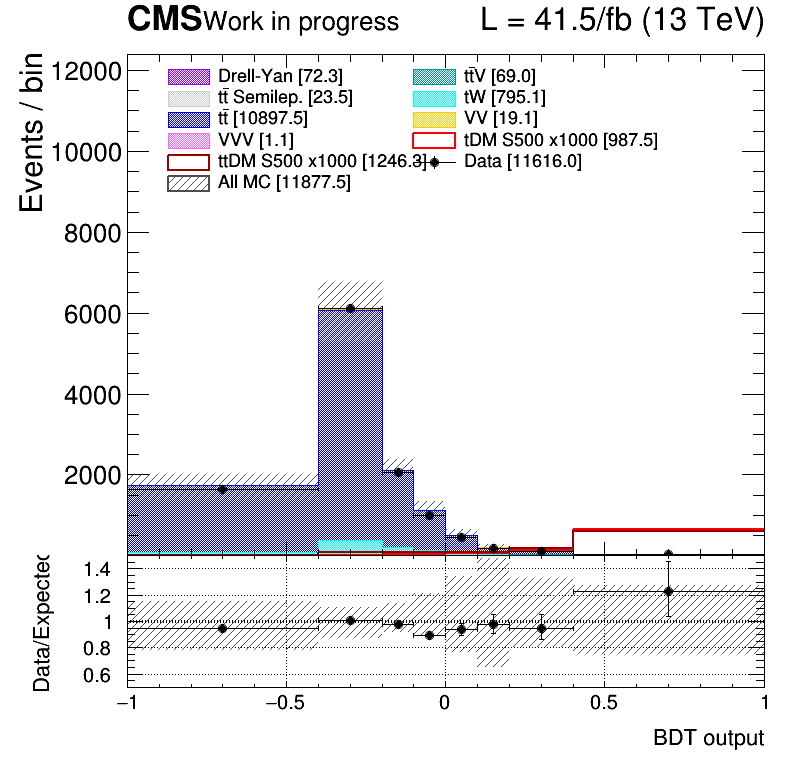 CMS Work in progress L = 41.5/fb (13 TeV)
Events / bin
12000
10000
8000
6000
4000
2000
Drell-Yan [72.3] tt̄V [69.0]
tt̄ Semilep. [23.5] tW [795.1]
tt̄ [10897.5] VV [19.1]
VVV [1.1] tDM S500 x1000 [987.5]
ttDM S500 x1000 [1246.3] Data [11616.0]
All MC [11877.5]
Data/Expected
1.4
1.2
1
0.8
0.6
−1 −0.5 0 0.5 1
BDT output